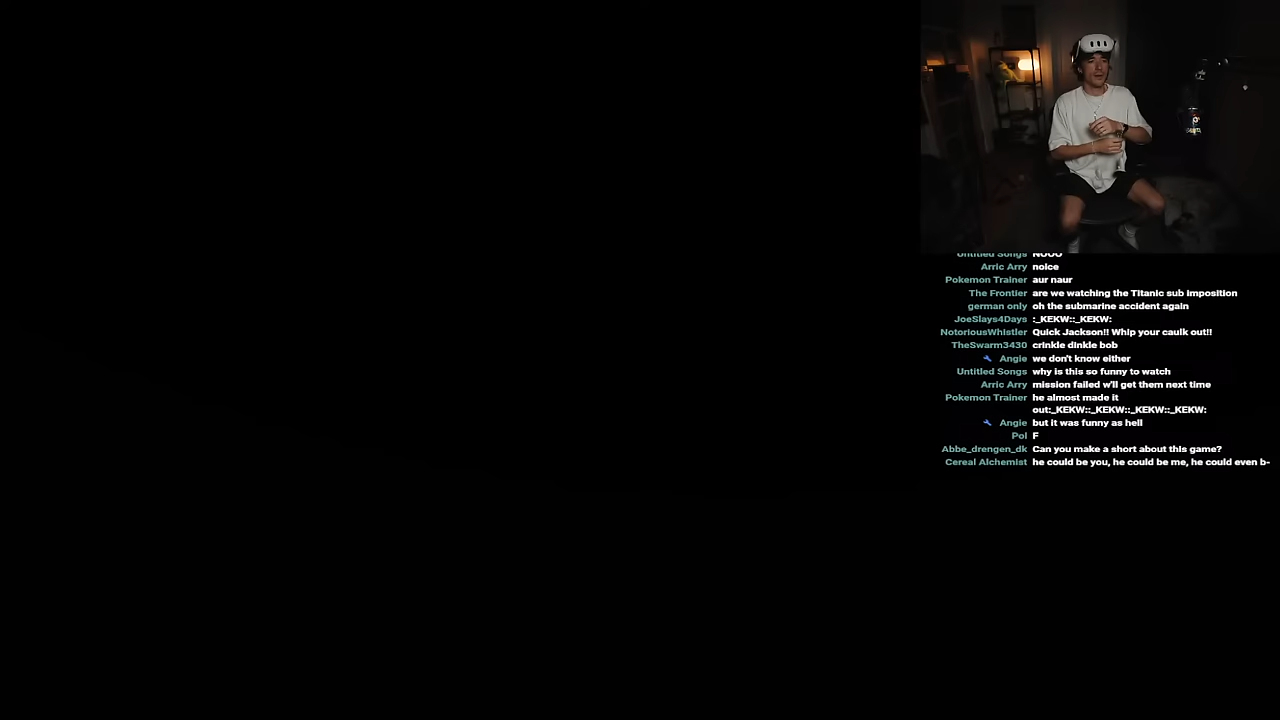 Untitled Songs NOOO
Arric Arry noice
Pokemon Trainer aur naur
The Frontier are we watching the Titanic sub imposition
german only oh the submarine accident again
JoeSlays4Days :_KEKW::_KEKW:
NotoriousWhistler Quick Jackson!! Whip your caulk out!!
TheSwarm3430 crinkle dinkle bob
Angie we don't know either
Untitled Songs why is this so funny to watch
Arric Arry mission failed w'll get them next time
Pokemon Trainer he almost made it
out:_KEKW::_KEKW::_KEKW::_KEKW:
Angie but it was funny as hell
Pol F
Abbe_drengen_dk Can you make a short about this game?
Cereal Alchemist he could be you, he could be me, he could even b-